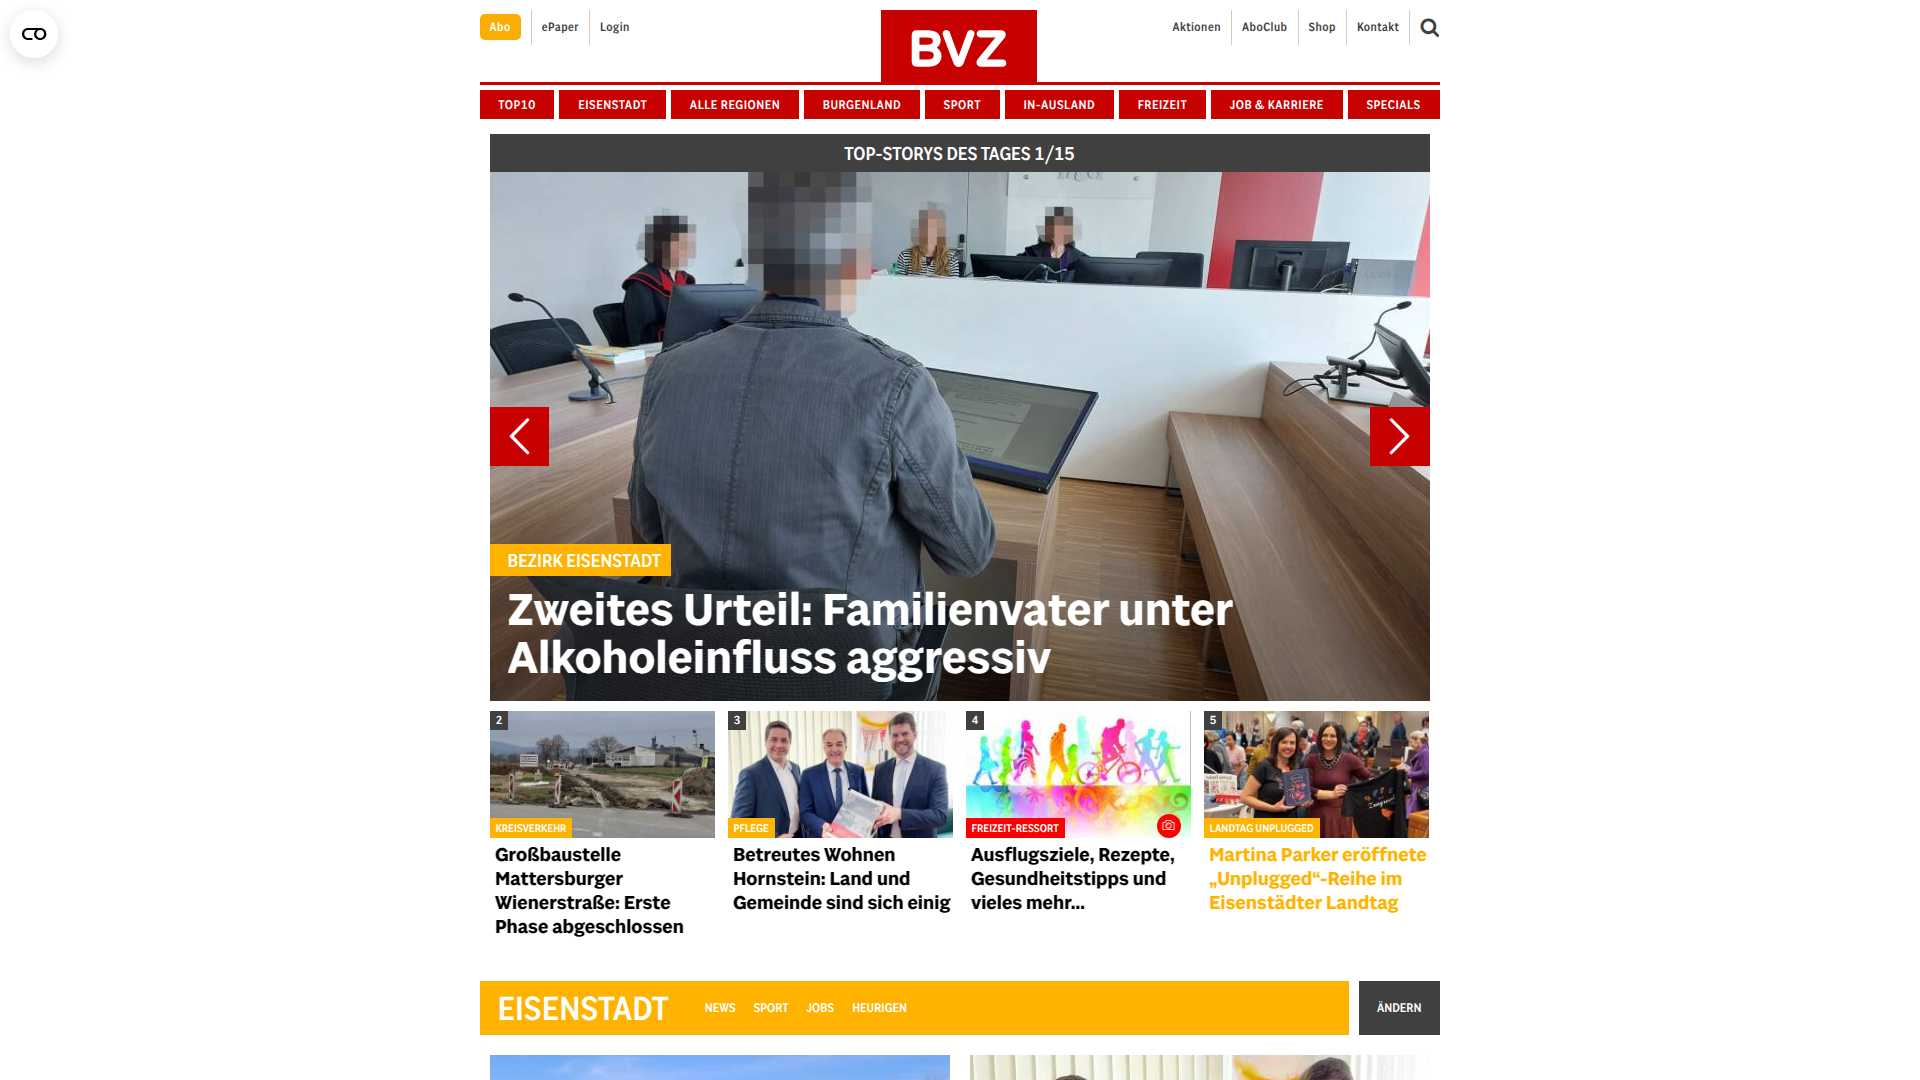 Abo
ePaper
Login
BVZ
Aktionen
AboClub
Shop
Kontakt
TOP10
EISENSTADT
ALLE REGIONEN
BURGENLAND
SPORT
IN-AUSLAND
FREIZEIT
JOB & KARRIERE
SPECIALS
TOP-STORYS DES TAGES 1/15
BEZIRK EISENSTADT
Zweites Urteil: Familienvater unter
Alkoholeinfluss aggressiv
2
KREISVERKEHR
Großbaustelle
Mattersburger
Wienerstraße: Erste
Phase abgeschlossen
3
PFLEGE
Betreutes Wohnen
Hornstein: Land und
Gemeinde sind sich einig
4
FREIZEIT-RESSORT
Ausflugsziele, Rezepte,
Gesundheitstipps und
vieles mehr...
5
LANDTAG UNPLUGGED
Martina Parker eröffnete
„Unplugged“-Reihe im
Eisenstädter Landtag
EISENSTADT
NEWS
SPORT
JOBS
HEURIGEN
ÄNDERN